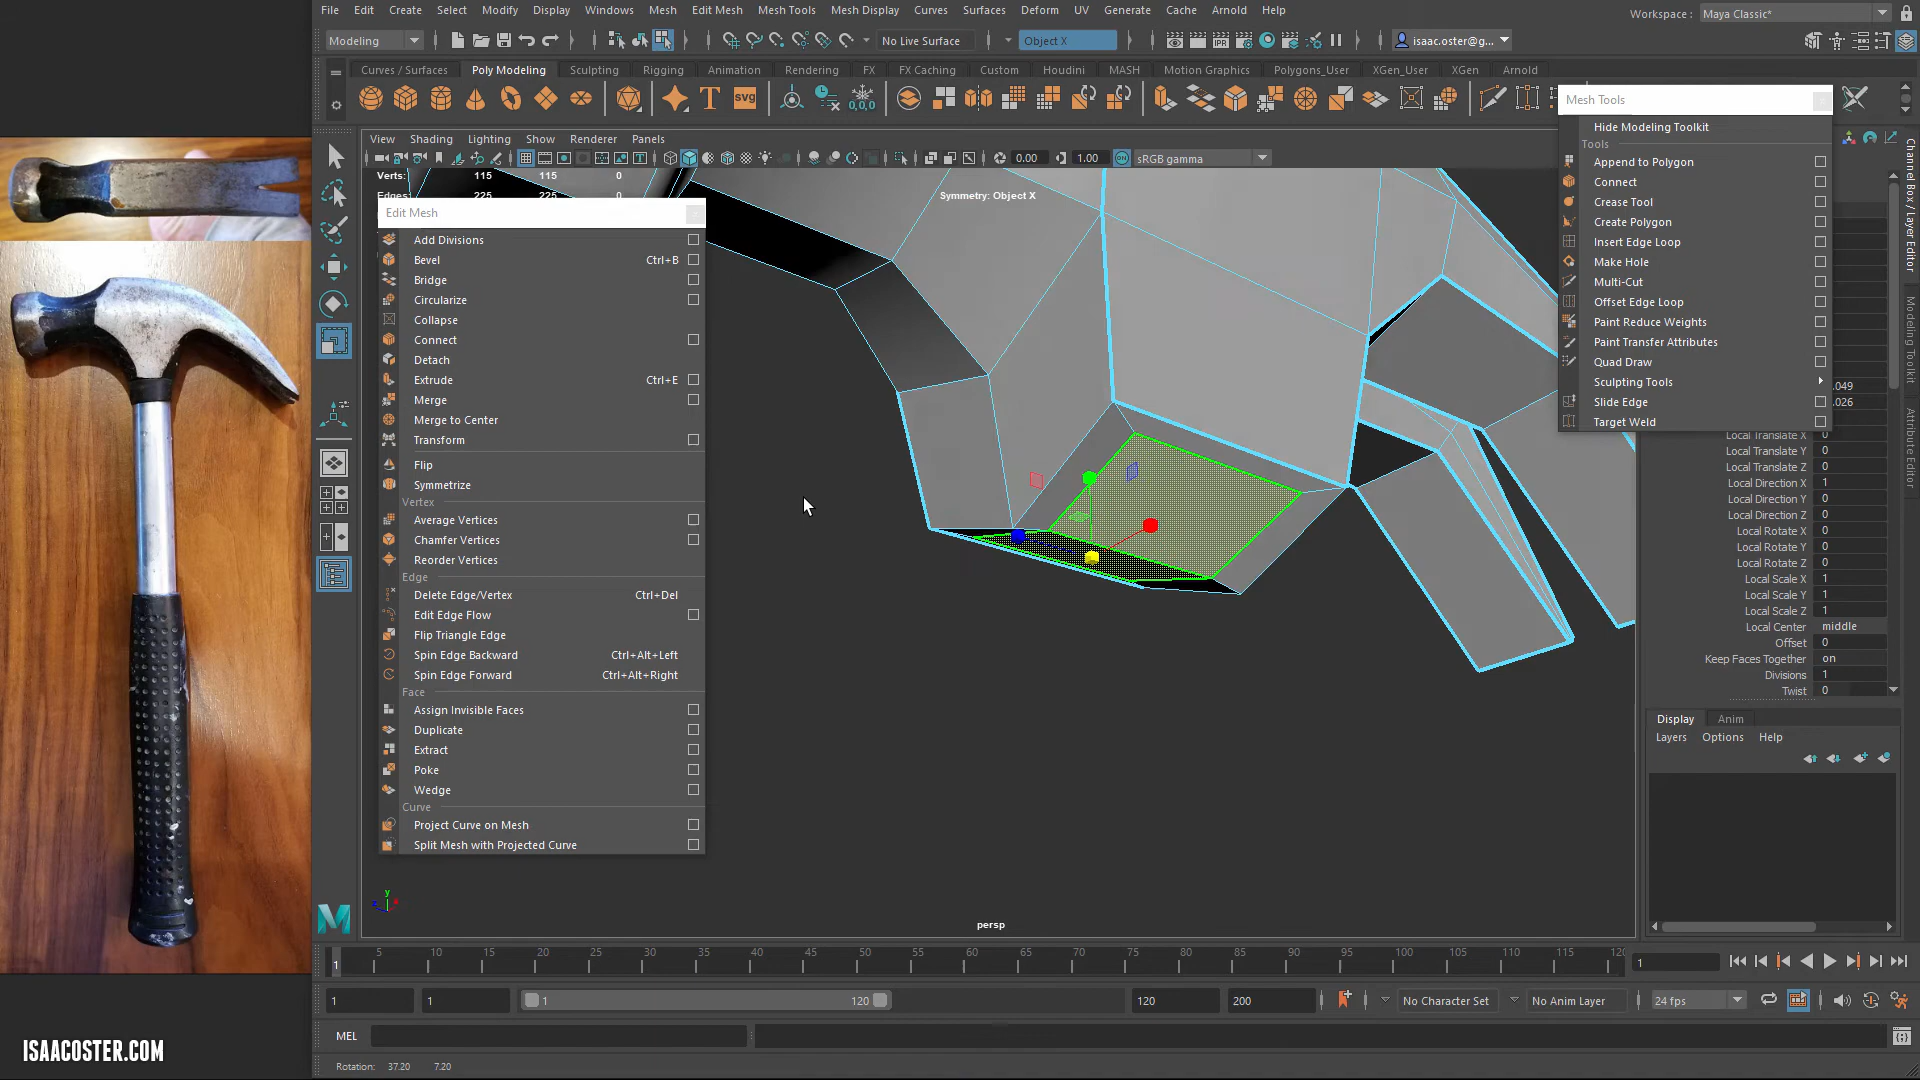 File Edit Create Select Modify Display Windows Mesh Edit Mesh Mesh Tools Mesh Display Curves Surfaces Deform UV Generate Cache Arnold Help
Workspace : Maya Classic*
Modeling No Live Surface Object X isaac.oster@g...
Curves / Surfaces Poly Modeling Sculpting Rigging Animation Rendering FX FX Caching Custom Houdini MASH Motion Graphics Polygons_User XGen_User XGen Arnold
T svg 0,0,0
View Shading Lighting Show Renderer Panels
0.00 1.00 sRGB gamma
Verts: 115 115 0
Edges: 225 225 0
Symmetry: Object X
Edit Mesh
Add Divisions
Bevel Ctrl+B
Bridge
Circularize
Collapse
Connect
Detach
Extrude Ctrl+E
Merge
Merge to Center
Transform
Flip
Symmetrize
Vertex
Average Vertices
Chamfer Vertices
Reorder Vertices
Edge
Delete Edge/Vertex Ctrl+Del
Edit Edge Flow
Flip Triangle Edge
Spin Edge Backward Ctrl+Alt+Left
Spin Edge Forward Ctrl+Alt+Right
Face
Assign Invisible Faces
Duplicate
Extract
Poke
Wedge
Curve
Project Curve on Mesh
Split Mesh with Projected Curve
Mesh Tools
Hide Modeling Toolkit
Tools
Append to Polygon
Connect
Crease Tool
Create Polygon
Insert Edge Loop
Make Hole
Multi-Cut
Offset Edge Loop
Paint Reduce Weights
Paint Transfer Attributes
Quad Draw
Sculpting Tools
Slide Edge
Target Weld
.049
.026
Local Translate X 0
Local Translate Y 0
Local Translate Z 0
Local Direction X 1
Local Direction Y 0
Local Direction Z 0
Local Rotate X 0
Local Rotate Y 0
Local Rotate Z 0
Local Scale X 1
Local Scale Y 1
Local Scale Z 1
Local Center middle
Offset 0
Keep Faces Together on
Divisions 1
Twist 0
Channel Box / Layer Editor
Modeling Toolkit
Attribute Editor
Display Anim
Layers Options Help
y
persp
1 5 10 15 20 25 30 35 40 45 50 55 60 65 70 75 80 85 90 95 100 105 110 115 120
1
1 1 1 120 120 200 No Character Set No Anim Layer 24 fps
MEL
Rotation: 37.20 7.20
ISAACOSTER.COM